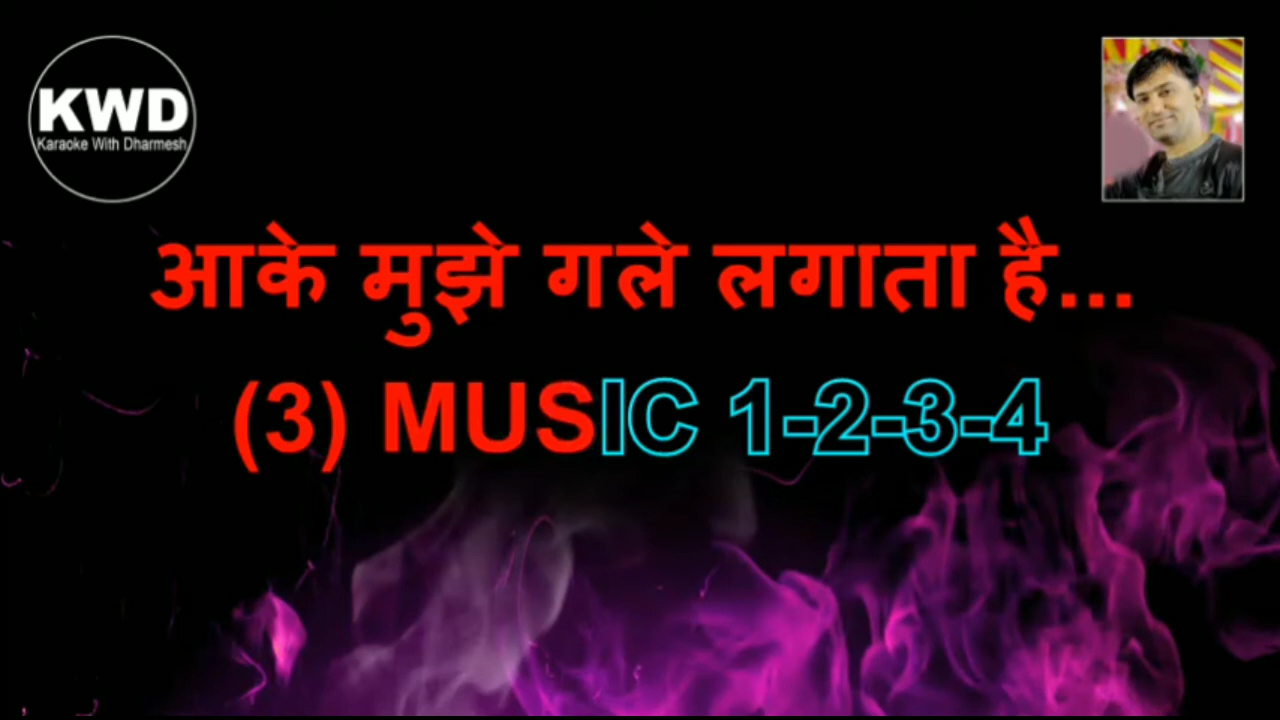 KWD
Karaoke With Dharmesh
आके मुझे गले लगाता है...
(3) MUSIC 1-2-3-4